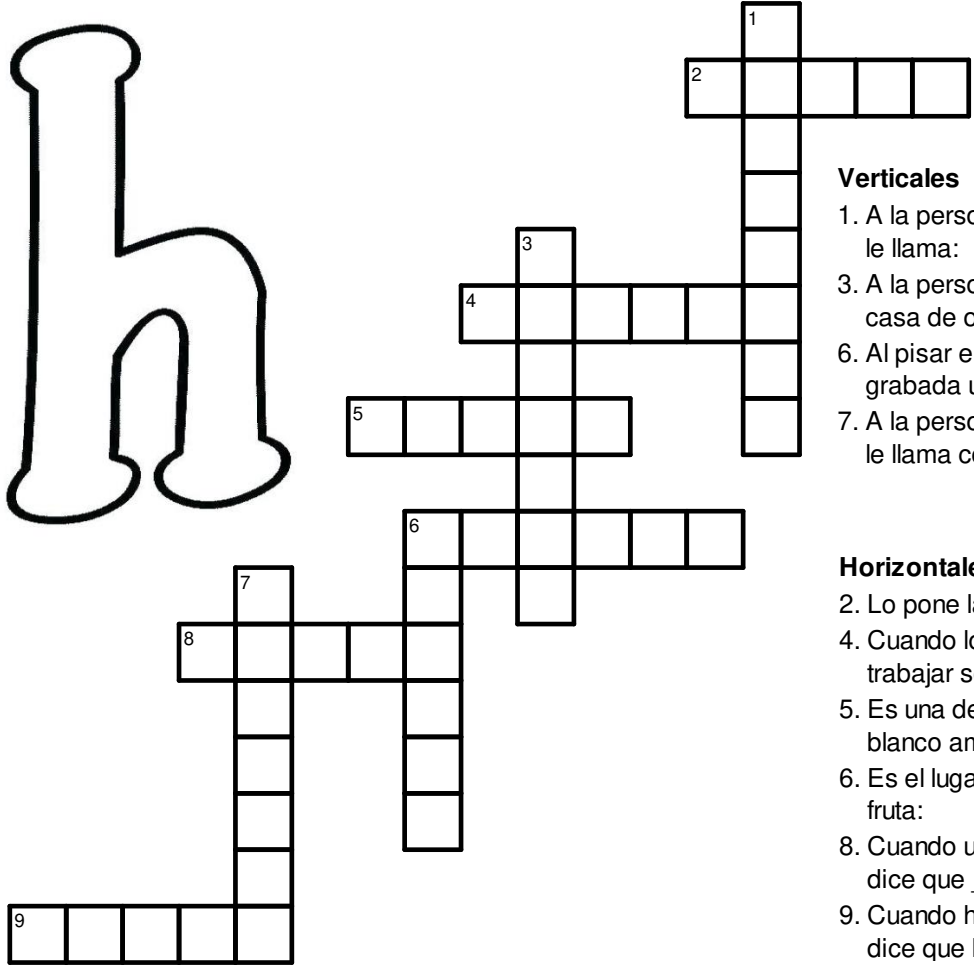 h
1
2
3
4
5
6
7
8
9
Verticales
1. A la perso
le llama:
3. A la perso
casa de o
6. Al pisar e
grabada u
7. A la perso
le llama co
Horizontale
2. Lo pone la
4. Cuando lo
trabajar s
5. Es una de
blanco am
6. Es el luga
fruta:
8. Cuando u
dice que _
9. Cuando h
dice que l